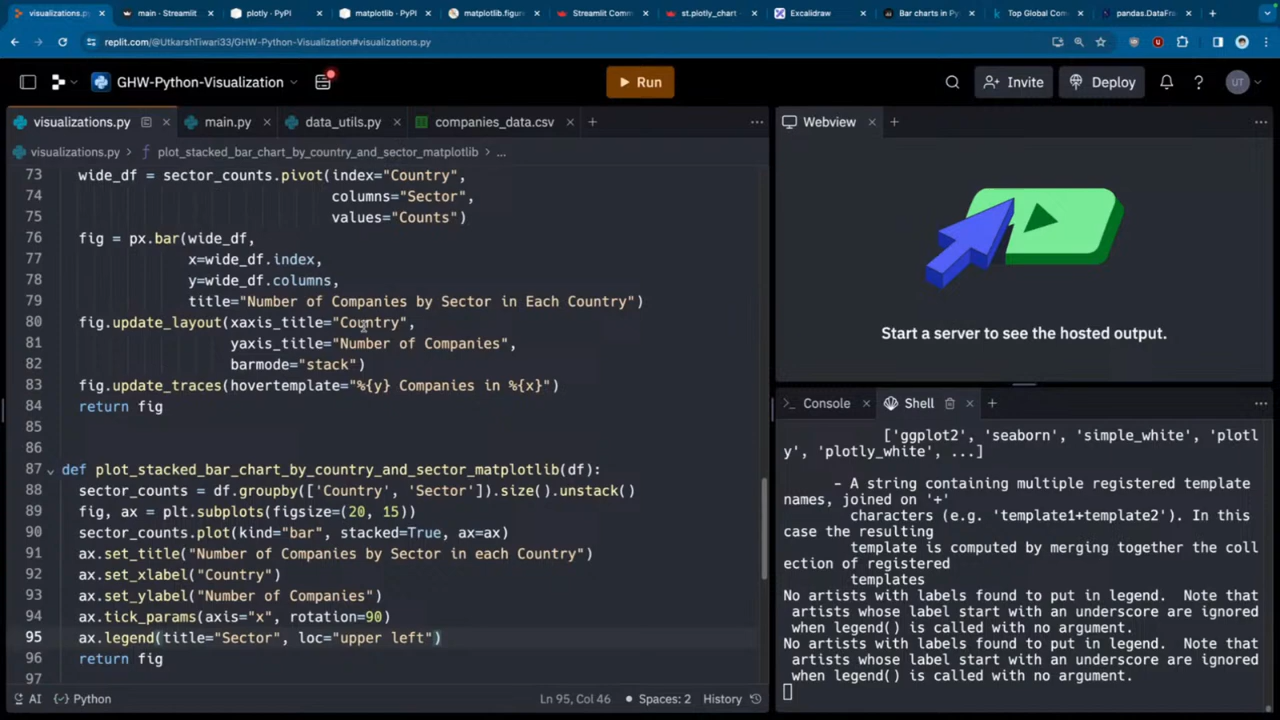 visualizations.py
main - Streamlit
plotly - PyPI
matplotlib - PyPI
matplotlib.figur
Streamlit Comm
st.plotly_chart
Excalidraw
Bar charts in Py
Top Global Com
pandas.DataFra
replit.com/@UtkarshTiwari33/GHW-Python-Visualization#visualizations.py
GHW-Python-Visualization
Run
Invite
Deploy
UT
visualizations.py
main.py
data_utils.py
companies_data.csv
Webview
visualizations.py
plot_stacked_bar_chart_by_country_and_sector_matplotlib
...
73 wide_df = sector_counts.pivot(index="Country",
74 columns="Sector",
75 values="Counts")
76 fig = px.bar(wide_df,
77 x=wide_df.index,
78 y=wide_df.columns,
79 title="Number of Companies by Sector in Each Country")
80 fig.update_layout(xaxis_title="Country",
81 yaxis_title="Number of Companies",
82 barmode="stack")
83 fig.update_traces(hovertemplate="%{y} Companies in %{x}")
84 return fig
85
86
87 def plot_stacked_bar_chart_by_country_and_sector_matplotlib(df):
88 sector_counts = df.groupby(['Country', 'Sector']).size().unstack()
89 fig, ax = plt.subplots(figsize=(20, 15))
90 sector_counts.plot(kind="bar", stacked=True, ax=ax)
91 ax.set_title("Number of Companies by Sector in each Country")
92 ax.set_xlabel("Country")
93 ax.set_ylabel("Number of Companies")
94 ax.tick_params(axis="x", rotation=90)
95 ax.legend(title="Sector", loc="upper left")
96 return fig
97
AI
Python
Ln 95, Col 46
Spaces: 2
History
Start a server to see the hosted output.
Console
Shell
['ggplot2', 'seaborn', 'simple_white', 'plotl
y', 'plotly_white', ...]
- A string containing multiple registered template
names, joined on '+'
characters (e.g. 'template1+template2'). In this
case the resulting
template is computed by merging together the coll
ection of registered
templates
No artists with labels found to put in legend.  Note that
artists whose label start with an underscore are ignored
when legend() is called with no argument.
No artists with labels found to put in legend.  Note that
artists whose label start with an underscore are ignored
when legend() is called with no argument.